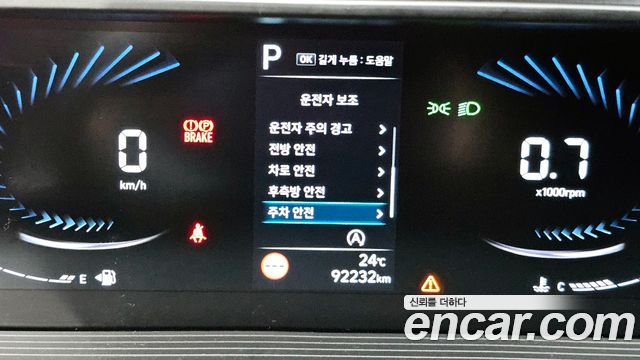 P
OK 길게 누름 : 도움말
운전자 보조
운전자 주의 경고
전방 안전
차로 안전
후측방 안전
주차 안전
0
km/h
BRAKE
0.7
x1000rpm
A
24℃
92232km
E
C
신뢰를 더하다
encar.com